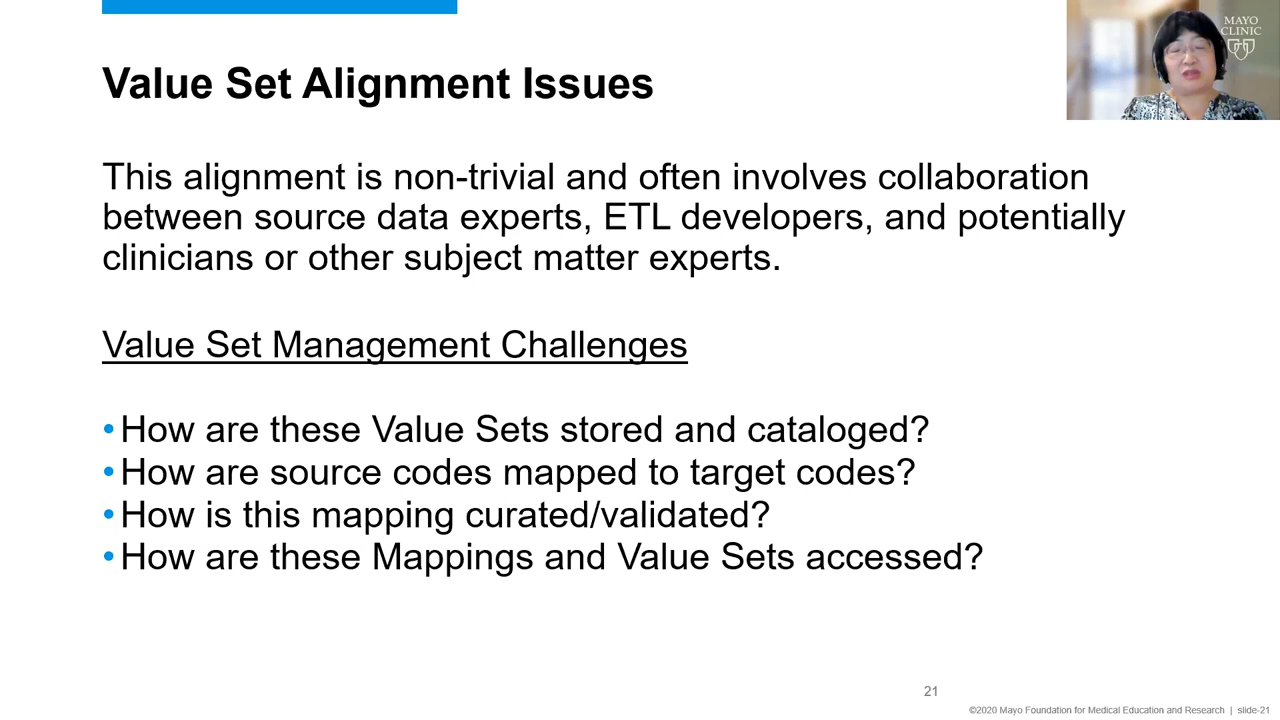 MAYO
CLINIC
Value Set Alignment Issues
This alignment is non-trivial and often involves collaboration
between source data experts, ETL developers, and potentially
clinicians or other subject matter experts.
Value Set Management Challenges
•How are these Value Sets stored and cataloged?
•How are source codes mapped to target codes?
•How is this mapping curated/validated?
•How are these Mappings and Value Sets accessed?
21
©2020 Mayo Foundation for Medical Education and Research | slide-21